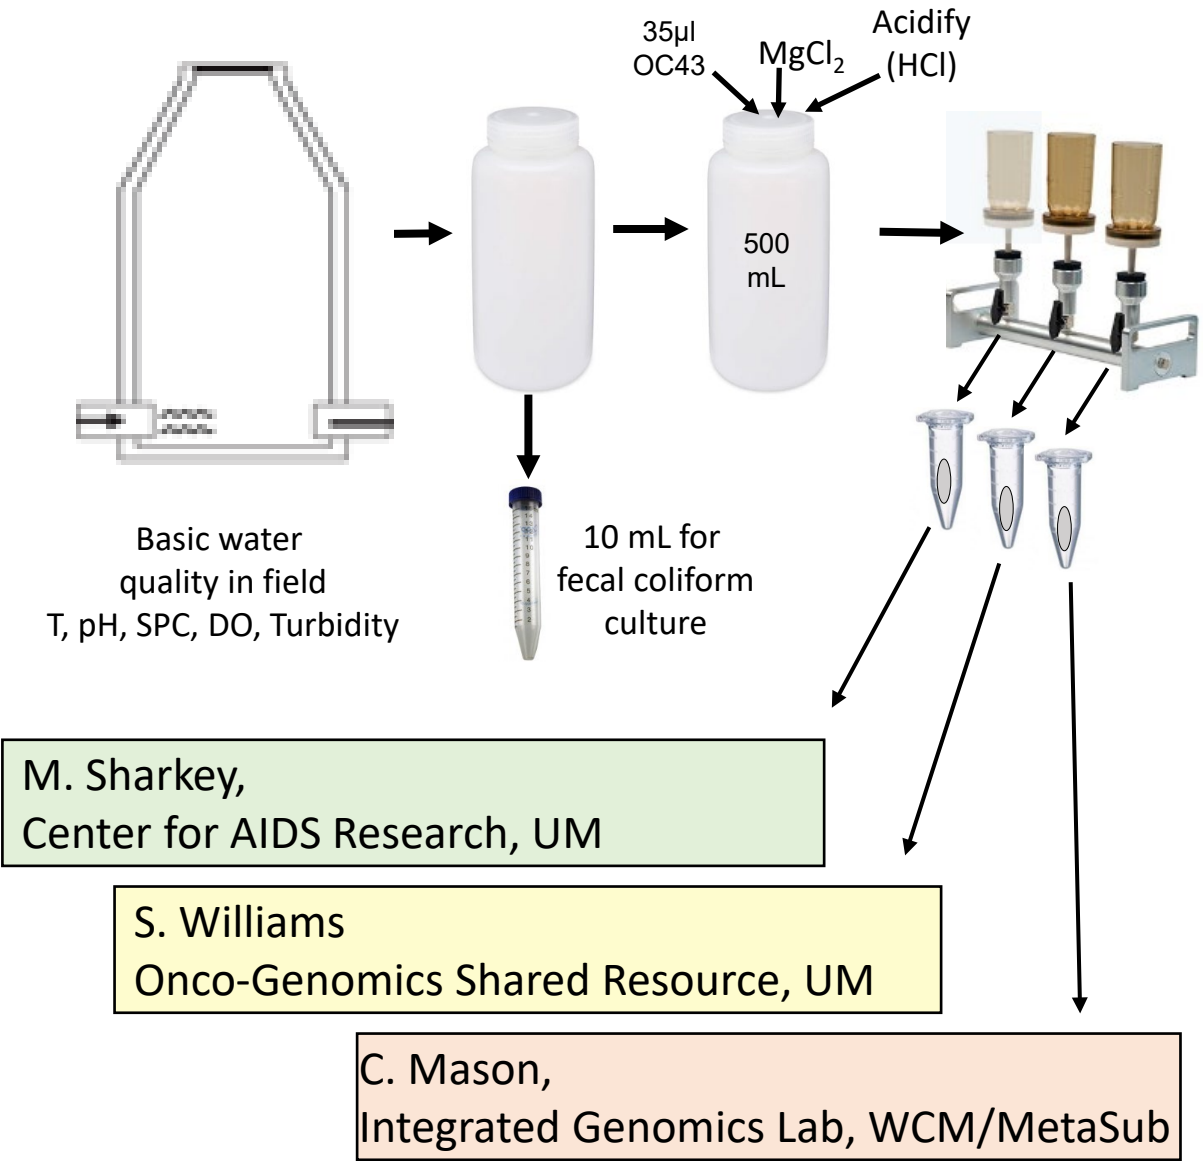 35µl
OC43
MgCl₂
Acidify
(HCl)
500
mL
Basic water
quality in field
T, pH, SPC, DO, Turbidity
10 mL for
fecal coliform
culture
M. Sharkey,
Center for AIDS Research, UM
S. Williams
Onco-Genomics Shared Resource, UM
C. Mason,
Integrated Genomics Lab, WCM/MetaSub